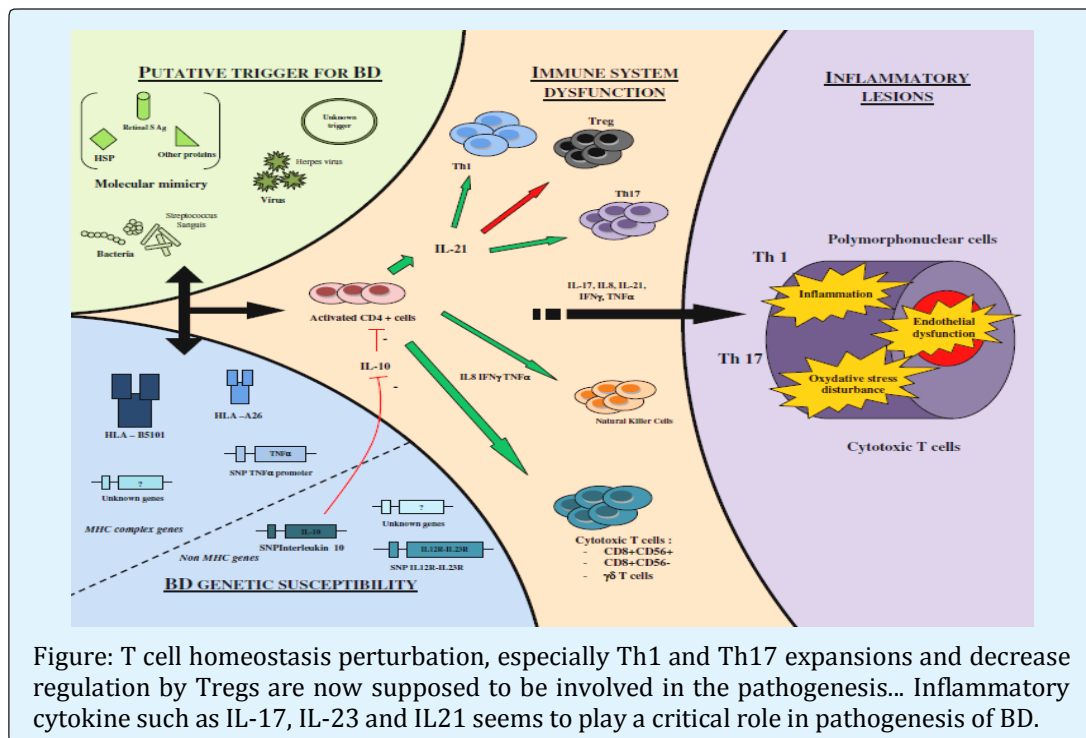 PUTATIVE TRIGGER FOR BD
Retinal S Ag
HSP
Other proteins
Molecular mimicry
Unknown
trigger
Herpes virus
Virus
Streptococcus
Sanguis
Bacteria
IMMUNE SYSTEM
DYSFUNCTION
Treg
Th1
Th17
IL-21
Activated CD4 + cells
-
IL-10
-
IL-17, IL8, IL-21,
IFNγ, TNFα
IL8 IFNγ TNFα
Natural Killer Cells
Cytotoxic T cells :
- CD8+CD56+
- CD8+CD56-
- γδ T cells
INFLAMMATORY
LESIONS
Polymorphonuclear cells
Th 1
Inflammation
Endothelial
dysfunction
Th 17
Oxydative stress
disturbance
Cytotoxic T cells
HLA – B5101
HLA –A26
TNFα
SNP TNFα promoter
?
Unknown genes
MHC complex genes
Non MHC genes
IL-10
SNPInterleukin 10
?
Unknown genes
IL12R-IL23R
SNP IL12R-IL23R
BD GENETIC SUSCEPTIBILITY
Figure: T cell homeostasis perturbation, especially Th1 and Th17 expansions and decrease
regulation by Tregs are now supposed to be involved in the pathogenesis... Inflammatory
cytokine such as IL-17, IL-23 and IL21 seems to play a critical role in pathogenesis of BD.